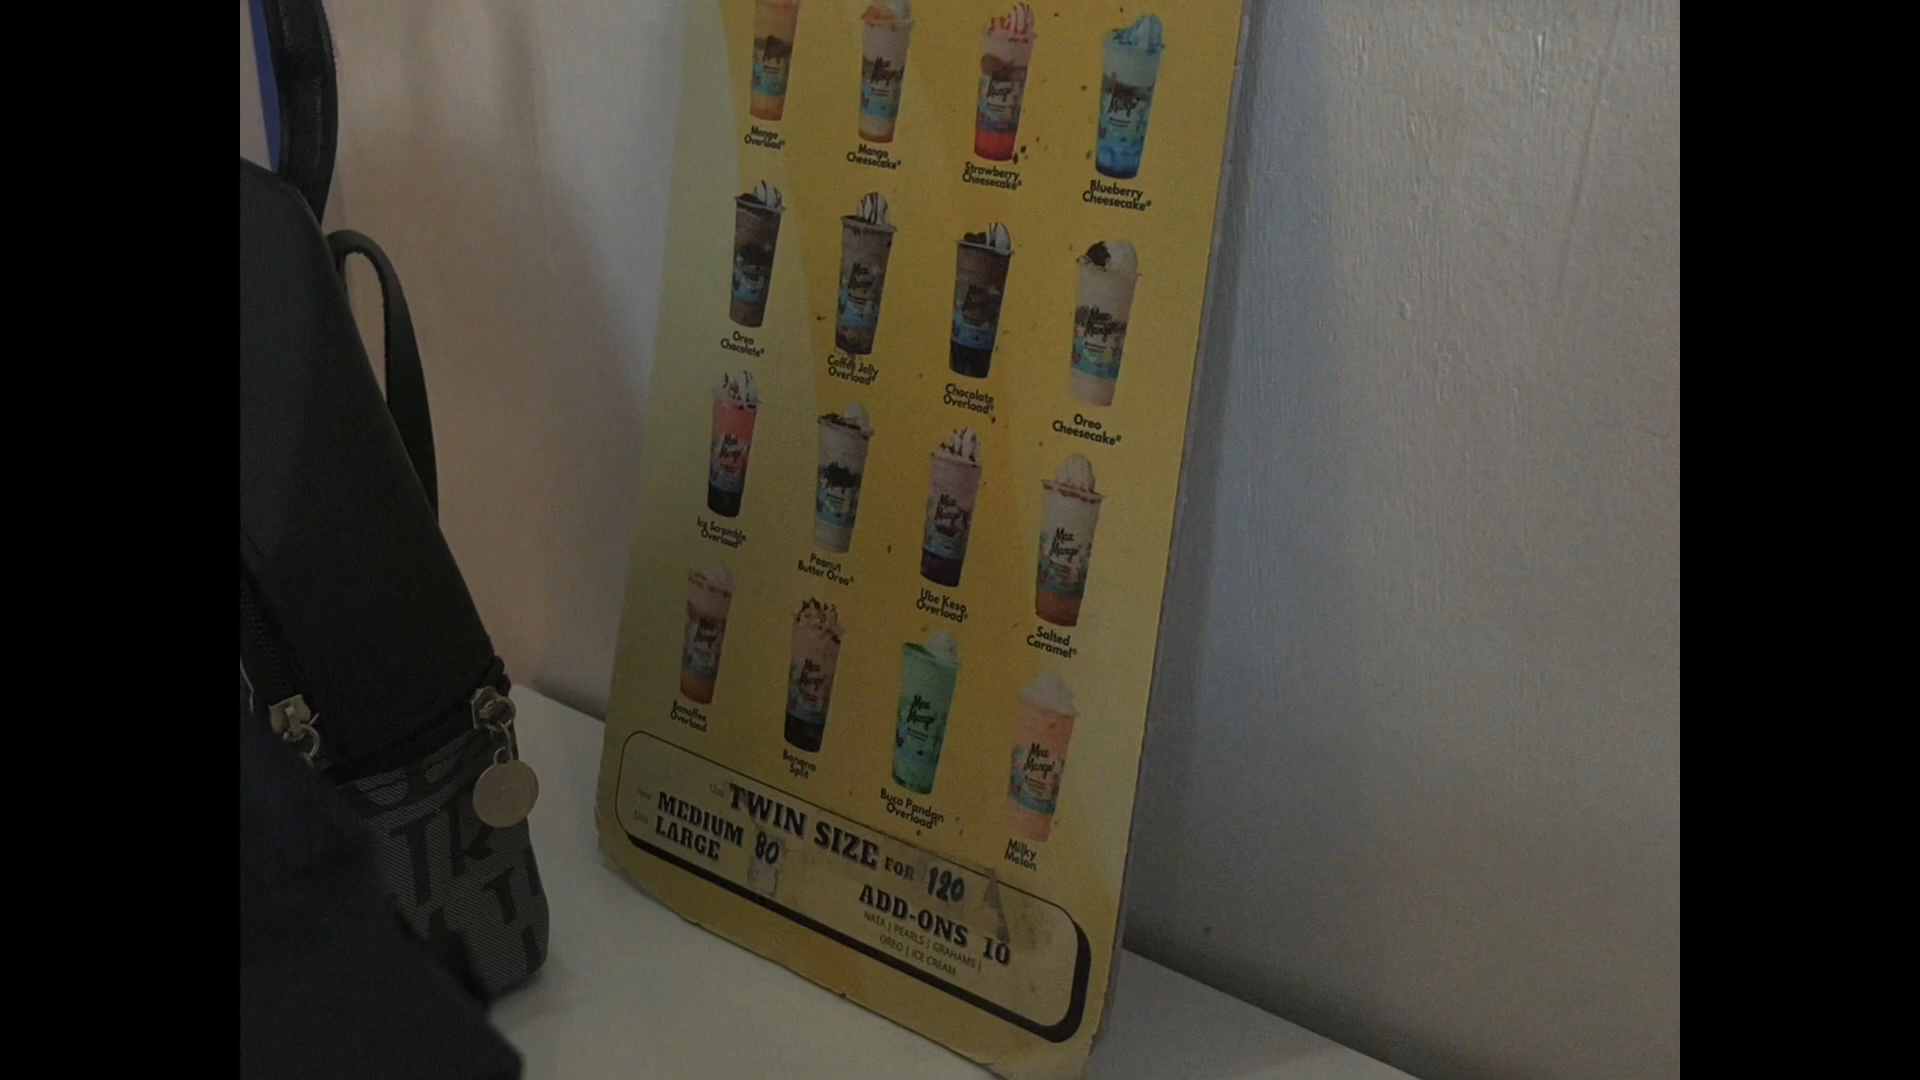 Mango
Overload®
Mango
Cheesecake®
Strawberry
Cheesecake®
Blueberry
Cheesecake®
Oreo
Chocolate®
Coffee Jelly
Overload®
Chocolate
Overload®
Oreo
Cheesecake®
Ice Scramble
Overload®
Peanut
Butter Oreo®
Ube Keso
Overload®
Salted
Caramel®
Banoffee
Overload
Banana
Split
Buco Pandan
Overload®
Milky
Melon
Max
Mango
TWIN SIZE FOR 120
MEDIUM 80
LARGE
ADD-ONS 10
NATA | PEARLS | GRAHAMS |
OREO | ICE CREAM